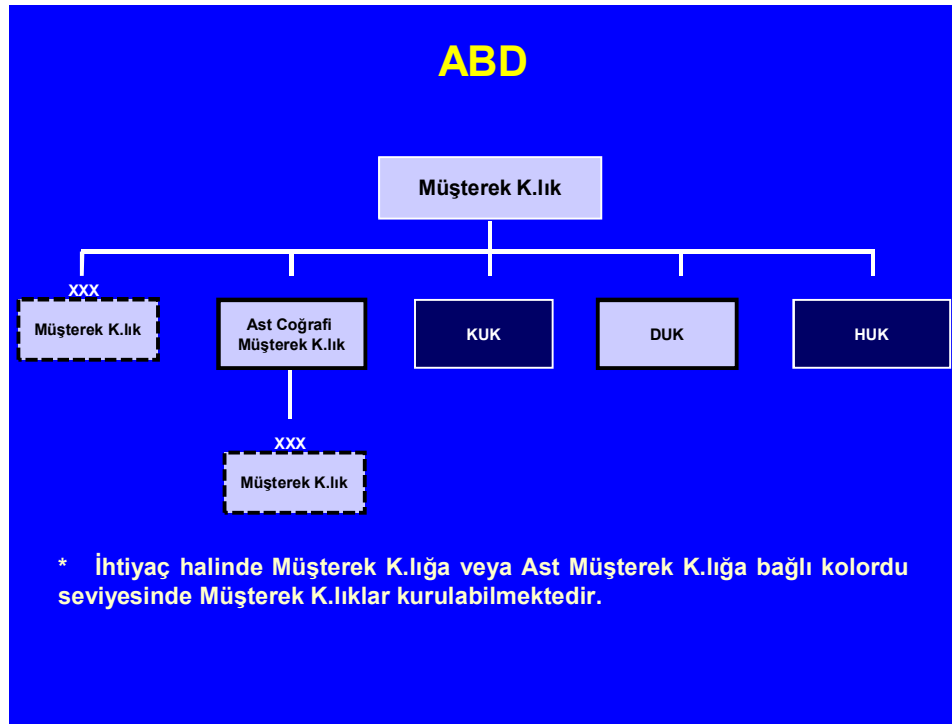 ABD
Müşterek K.lık
XXX
Müşterek K.lık
Ast Coğrafi
Müşterek K.lık
KUK
DUK
HUK
XXX
Müşterek K.lık
* İhtiyaç halinde Müşterek K.lığa veya Ast Müşterek K.lığa bağlı kolordu
seviyesinde Müşterek K.lıklar kurulabilmektedir.